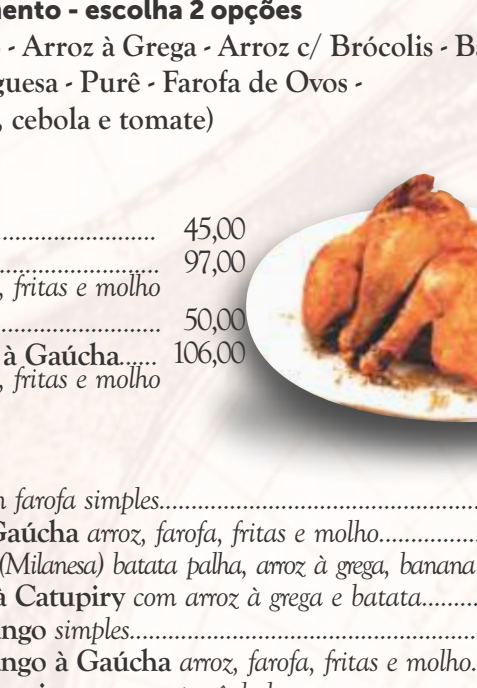 mento - escolha 2 opções
- Arroz à Grega - Arroz c/ Brócolis - B
guesa - Purê - Farofa de Ovos -
, cebola e tomate)
45,00
97,00
, fritas e molho
50,00
à Gaúcha...... 106,00
, fritas e molho
farofa simples
Gaúcha arroz, farofa, fritas e molho
(Milanesa) batata palha, arroz à grega, banana
à Catupiry com arroz à grega e batata
ngo simples
ngo à Gaúcha arroz, farofa, fritas e molho.